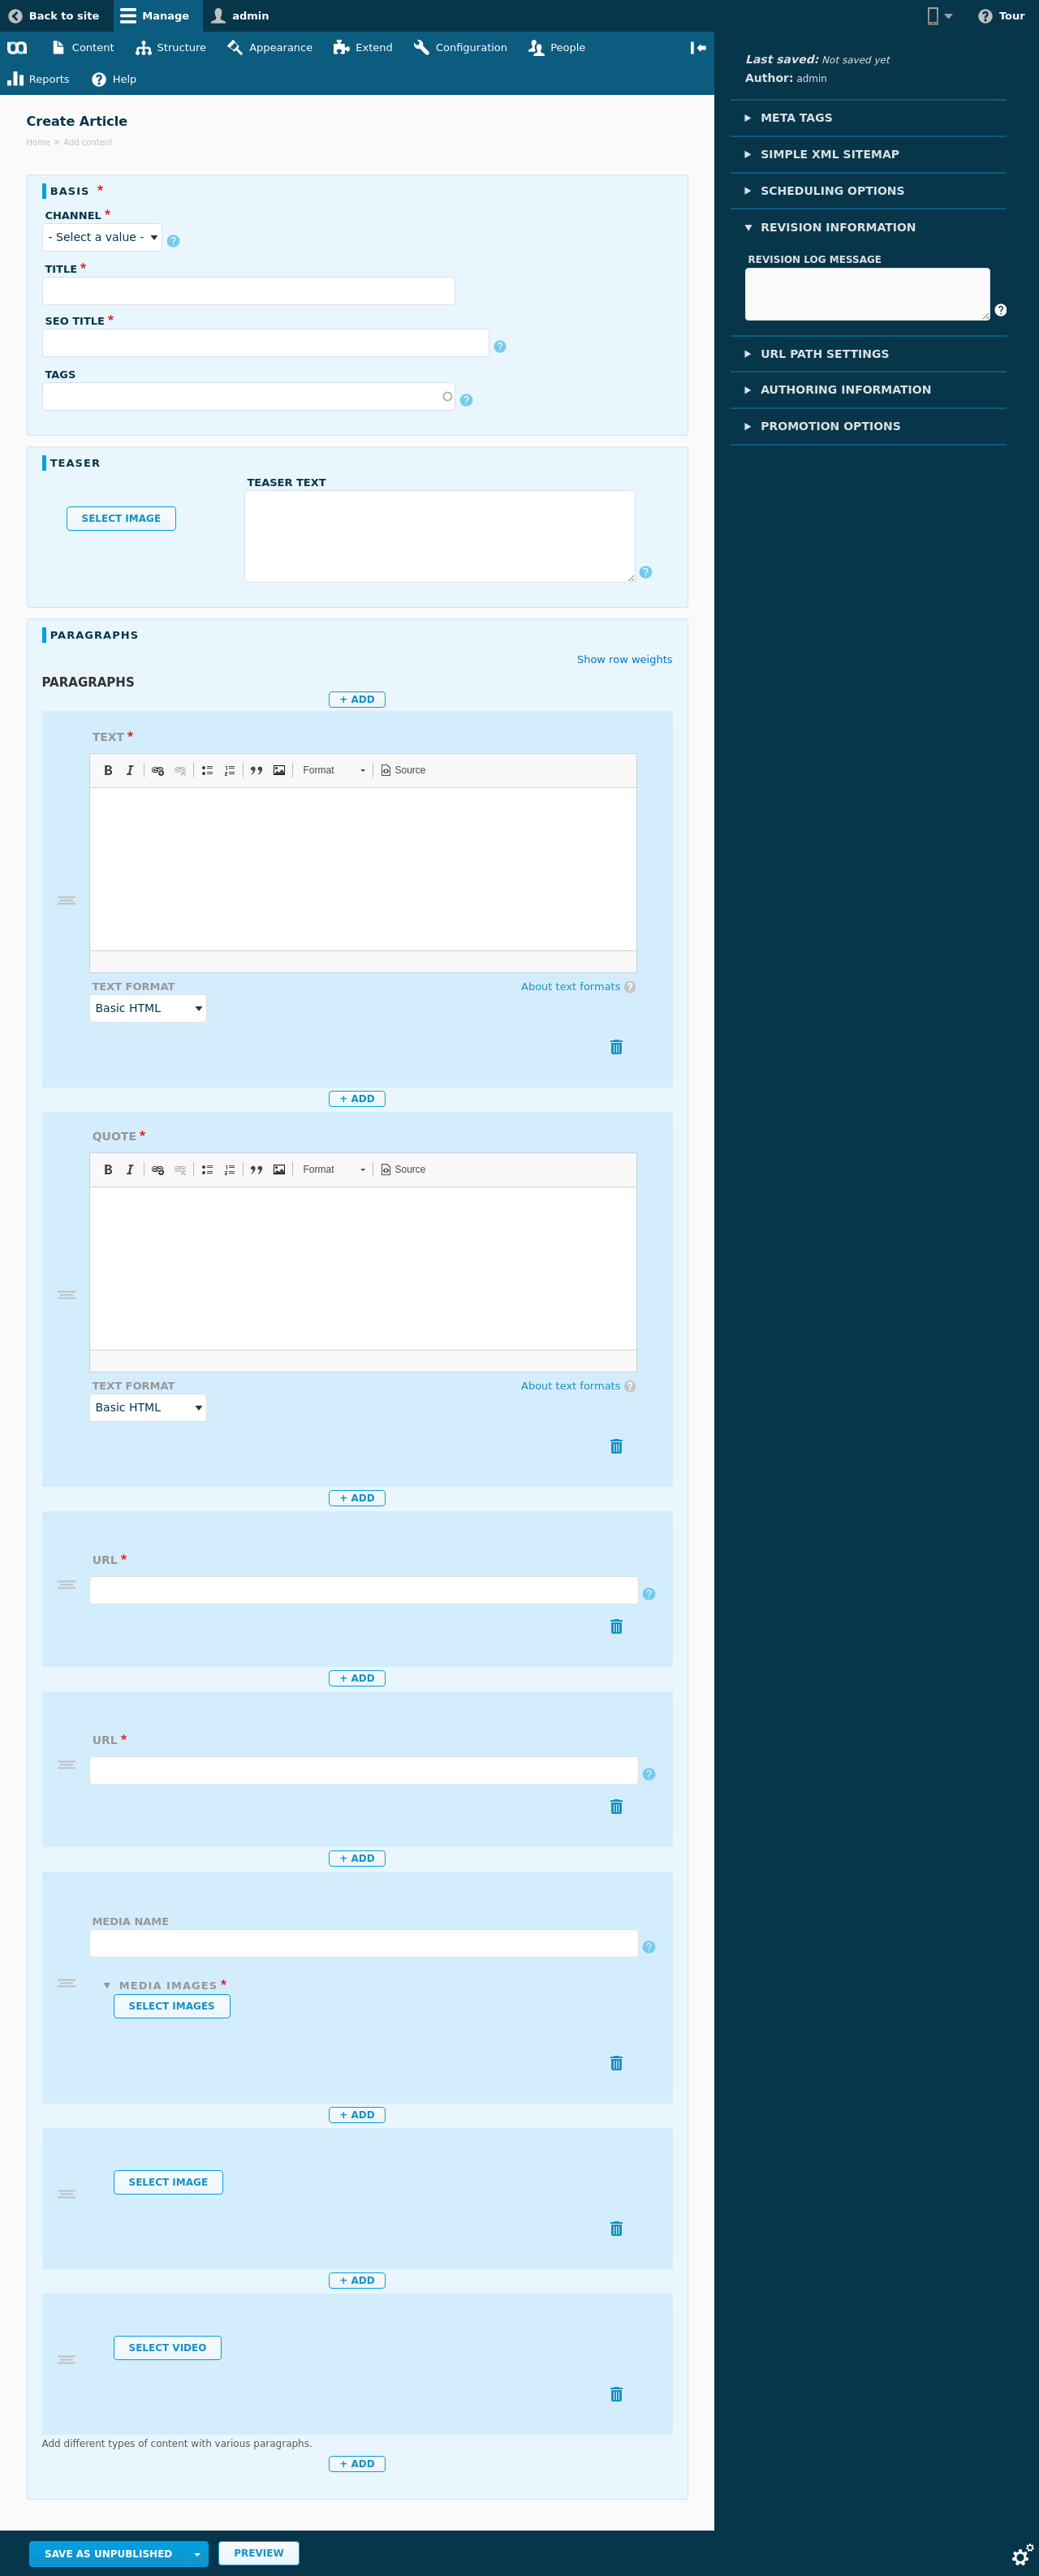 Back to site Manage admin Tour
Content Structure Appearance Extend Configuration People
Reports Help
Last saved: Not saved yet
Author: admin
META TAGS
SIMPLE XML SITEMAP
SCHEDULING OPTIONS
REVISION INFORMATION
REVISION LOG MESSAGE
URL PATH SETTINGS
AUTHORING INFORMATION
PROMOTION OPTIONS
Create Article
Home » Add content
BASIS *
CHANNEL *
- Select a value -
TITLE *
SEO TITLE *
TAGS
TEASER
TEASER TEXT
SELECT IMAGE
PARAGRAPHS
Show row weights
PARAGRAPHS
+ ADD
TEXT *
B I Format Source
TEXT FORMAT About text formats
Basic HTML
+ ADD
QUOTE *
B I Format Source
TEXT FORMAT About text formats
Basic HTML
+ ADD
URL *
+ ADD
URL *
+ ADD
MEDIA NAME
MEDIA IMAGES *
SELECT IMAGES
+ ADD
SELECT IMAGE
+ ADD
SELECT VIDEO
Add different types of content with various paragraphs.
+ ADD
SAVE AS UNPUBLISHED PREVIEW